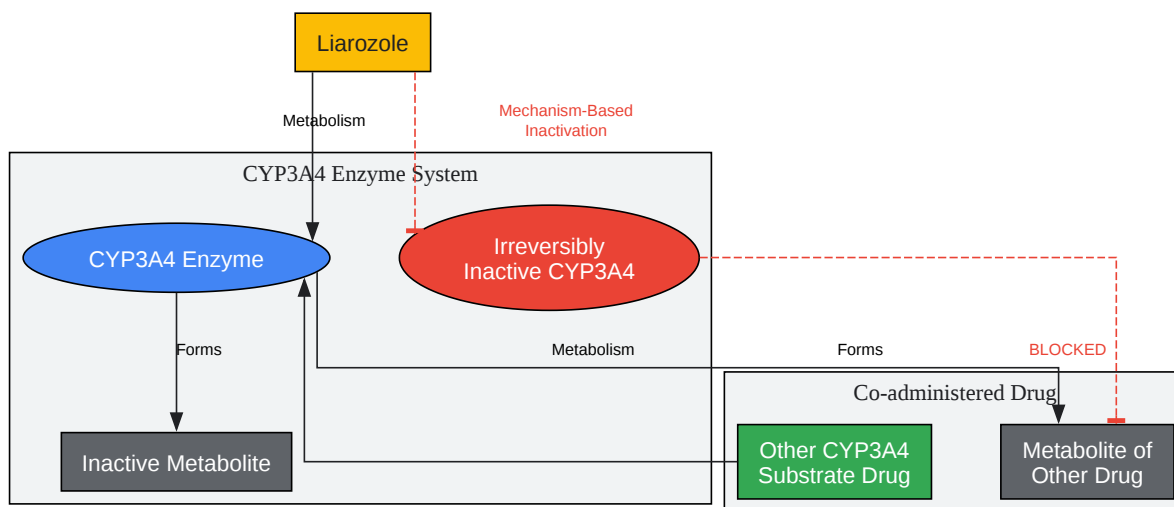 Liarozole
Metabolism
Mechanism-Based
Inactivation
CYP3A4 Enzyme System
CYP3A4 Enzyme
Irreversibly
Inactive CYP3A4
Forms
Metabolism
Forms
BLOCKED
Co-administered Drug
Inactive Metabolite
Other CYP3A4
Substrate Drug
Metabolite of
Other Drug